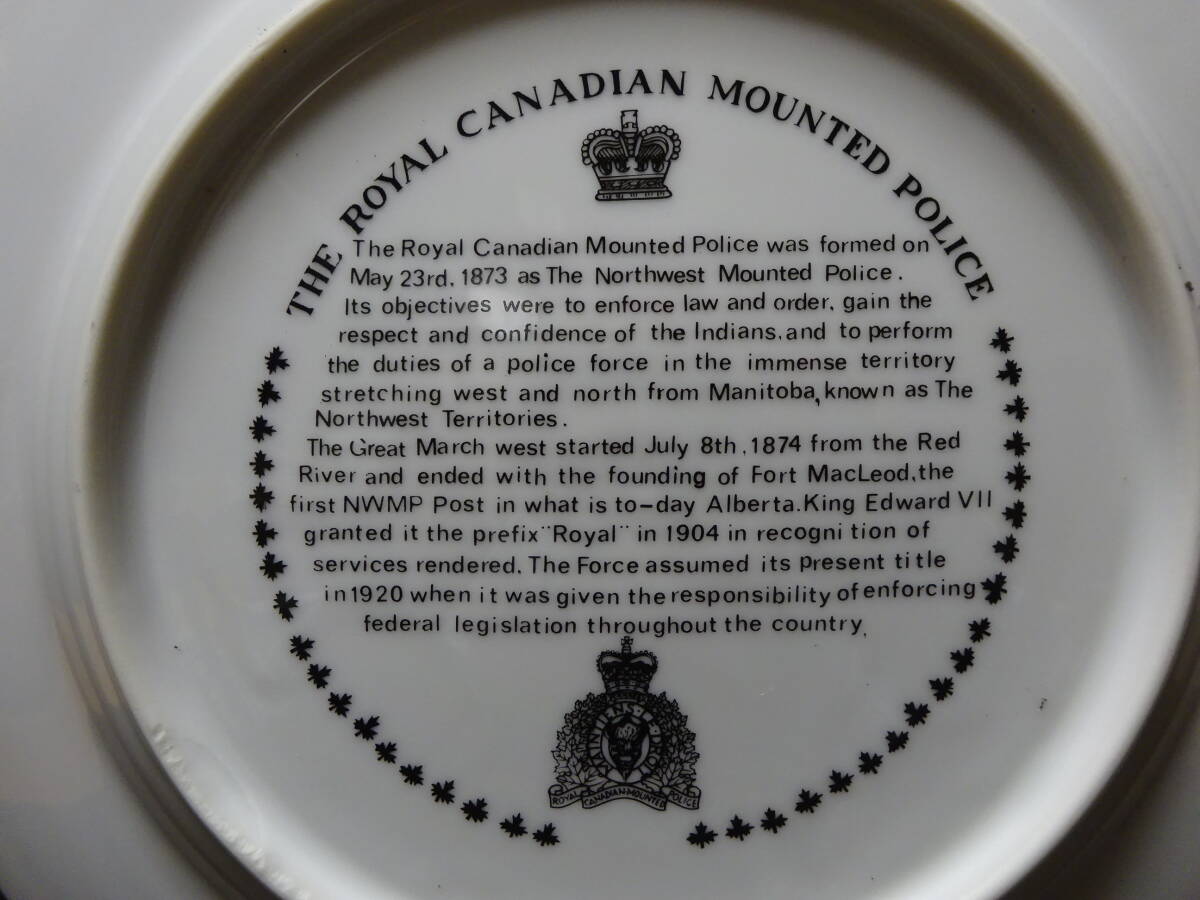 THE ROYAL CANADIAN MOUNTED POLICE
The Royal Canadian Mounted Police was formed on
May 23rd, 1873 as The Northwest Mounted Police.
Its objectives were to enforce law and order, gain the
respect and confidence of the Indians, and to perform
the duties of a police force in the immense territory
stretching west and north from Manitoba, known as The
Northwest Territories.
The Great March west started July 8th, 1874 from the Red
River and ended with the founding of Fort MacLeod, the
first NWMP Post in what is to-day Alberta. King Edward VII
granted it the prefix "Royal" in 1904 in recognition of
services rendered. The Force assumed its present title
in 1920 when it was given the responsibility of enforcing
federal legislation throughout the country.
ROYAL CANADIAN MOUNTED POLICE